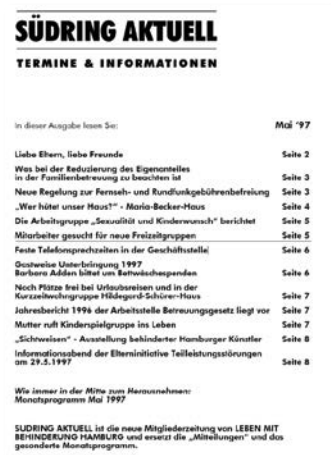 SÜDRING AKTUELL
TERMINE & INFORMATIONEN
In dieser Ausgabe lesen Sie: Mai '97
Liebe Eltern, liebe Freunde Seite 2
Was bei der Reduzierung des Eigenanteiles
in der Familienbetreuung zu beachten ist Seite 3
Neue Regelung zur Fernseh- und Rundfunkgebührenbefreiung Seite 3
„Wer hütet unser Haus?“ - Maria-Becker-Haus Seite 4
Die Arbeitsgruppe „Sexualität und Kinderwunsch“ berichtet Seite 5
Mitarbeiter gesucht für neue Freizeitgruppen Seite 5
Feste Telefonsprechzeiten in der Geschäftsstelle Seite 6
Gastweise Unterbringung 1997
Barbara Adden bittet um Bettwäschespenden Seite 6
Noch Plätze frei bei Urlaubsreisen und in der
Kurzzeitwohngruppe Hildegard-Schürer-Haus Seite 7
Jahresbericht 1996 der Arbeitsstelle Betreuungsgesetz liegt vor Seite 7
Mutter ruft Kinderspielgruppe ins Leben Seite 7
„Sichtweisen“ - Ausstellung behinderter Hamburger Künstler Seite 8
Informationsabend der Elterninitiative Teilleistungsstörungen
am 29.5.1997 Seite 8
Wie immer in der Mitte zum Herausnehmen:
Monatsprogramm Mai 1997
SÜDRING AKTUELL ist die neue Mitgliederzeitung von LEBEN MIT
BEHINDERUNG HAMBURG und ersetzt die „Mitteilungen“ und das
gesonderte Monatsprogramm.